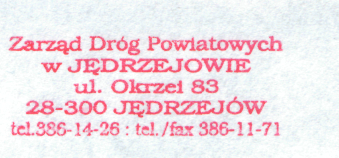 Zarząd Dróg Powiatowych
w JĘDRZEJOWIE
ul. Okrzei 83
28-300 JĘDRZEJÓW
tel.386-14-26 : tel./fax 386-11-71